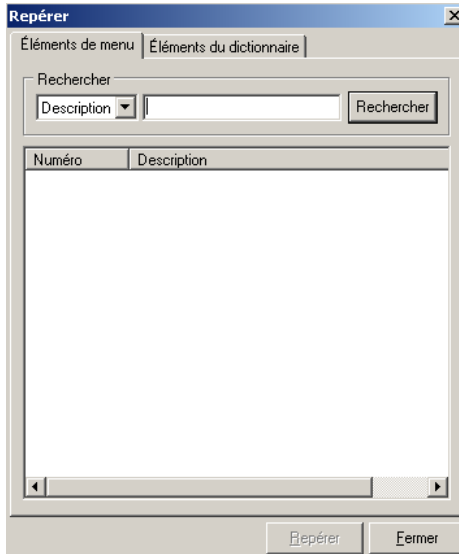 Repérer
Éléments de menu Éléments du dictionnaire
Rechercher
Description Rechercher
Numéro Description
Repérer Fermer